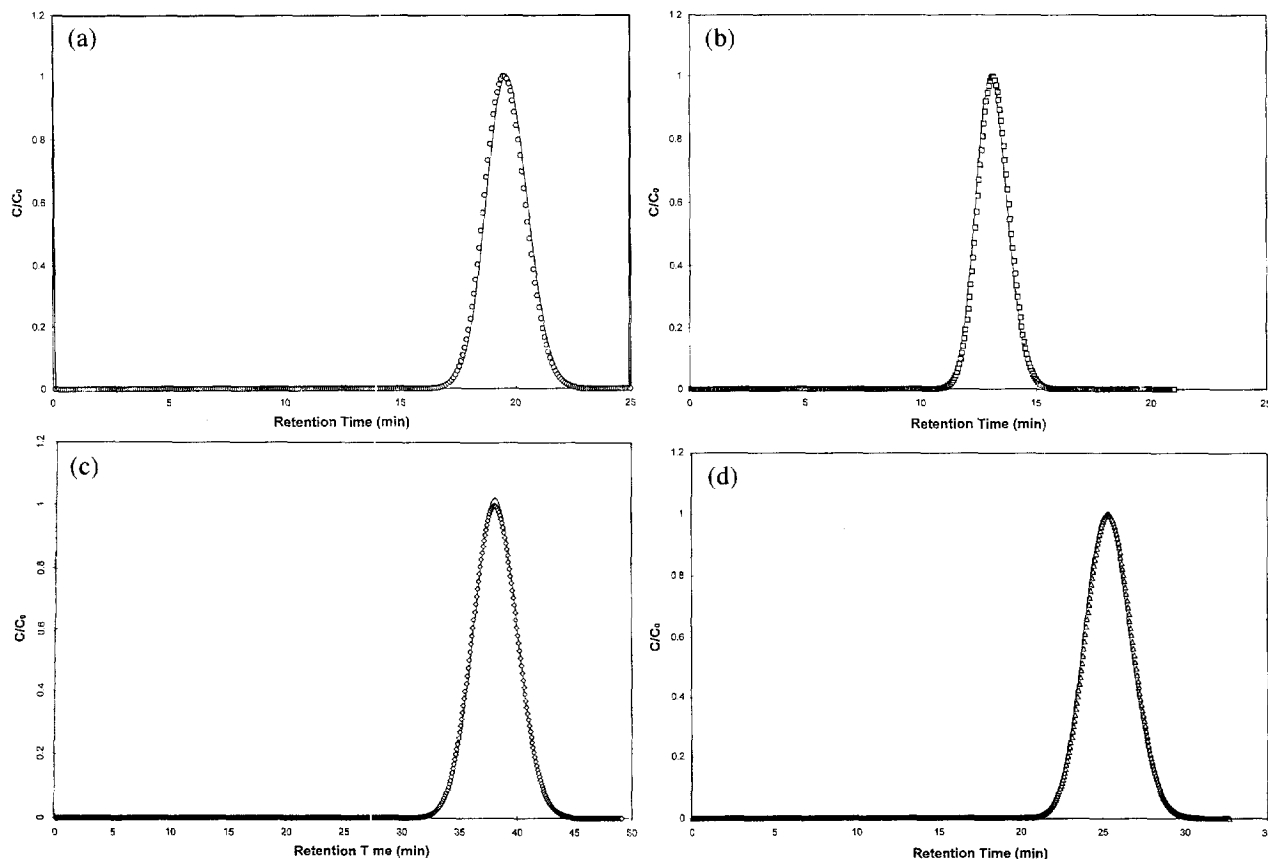 (a)
1.2
1
0.8
0.6
0.4
0.2
0
C/C₀
0 5 10 15 20 25
Retention Time (min)
(b)
1.2
1
0.8
0.6
0.4
0.2
0
C/C₀
0 5 10 15 20 25
Retention Time (min)
(c)
1.2
1
0.8
0.6
0.4
0.2
0
C/C₀
0 5 10 15 20 25 30 35 40 45 50
Retention T me (min)
(d)
1.2
1
0.8
0.6
0.4
0.2
0
C/C₀
0 5 10 15 20 25 30 35
Retention Time (min)